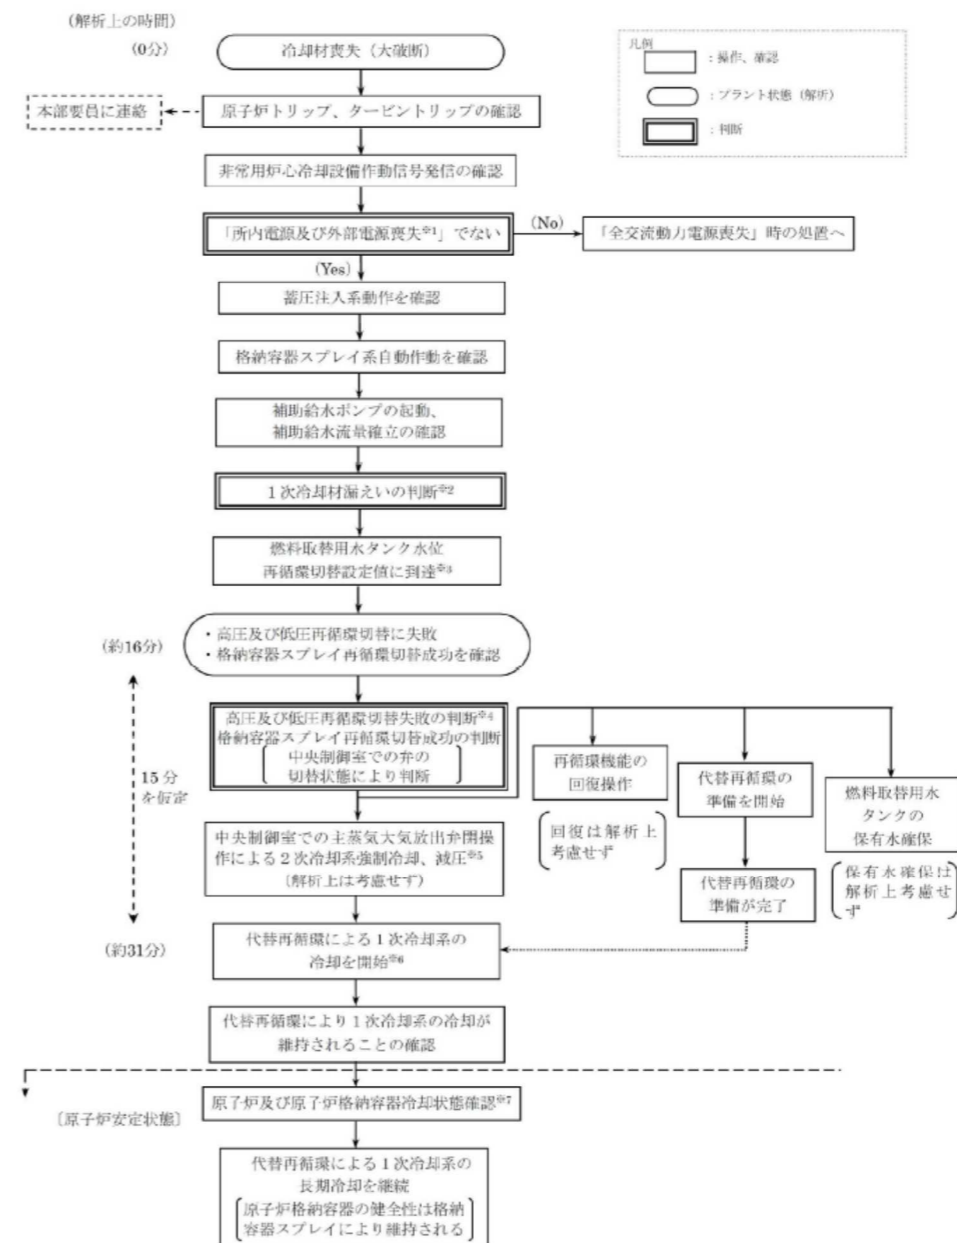 (解析上の時間)
(0分)
冷却材喪失（大破断）
凡例
：操作、確認
：プラント状態（解析）
：判断
本部要員に連絡
原子炉トリップ、タービントリップの確認
非常用炉心冷却設備作動信号発信の確認
「所内電源及び外部電源喪失※1」でない
(No)
「全交流動力電源喪失」時の処置へ
(Yes)
蓄圧注入系動作を確認
格納容器スプレイ系自動作動を確認
補助給水ポンプの起動、
補助給水流量確立の確認
１次冷却材漏えいの判断※2
燃料取替用水タンク水位
再循環切替設定値に到達※3
(約16分)
・高圧及び低圧再循環切替に失敗
・格納容器スプレイ再循環切替成功を確認
15分
を仮定
高圧及び低圧再循環切替失敗の判断※4
格納容器スプレイ再循環切替成功の判断
中央制御室での弁の
切替状態により判断
再循環機能の
回復操作
回復は解析上
考慮せず
代替再循環の
準備を開始
代替再循環の
準備が完了
燃料取替用水
タンクの
保有水確保
保有水確保は
解析上考慮せ
ず
中央制御室での主蒸気大気放出弁開操
作による２次冷却系強制冷却、減圧※5
〔解析上は考慮せず〕
(約31分)
代替再循環による１次冷却系の
冷却を開始※6
代替再循環により１次冷却系の冷却が
維持されることの確認
〔原子炉安定状態〕
原子炉及び原子炉格納容器冷却状態確認※7
代替再循環による１次冷却系の
長期冷却を継続
原子炉格納容器の健全性は格納
容器スプレイにより維持される